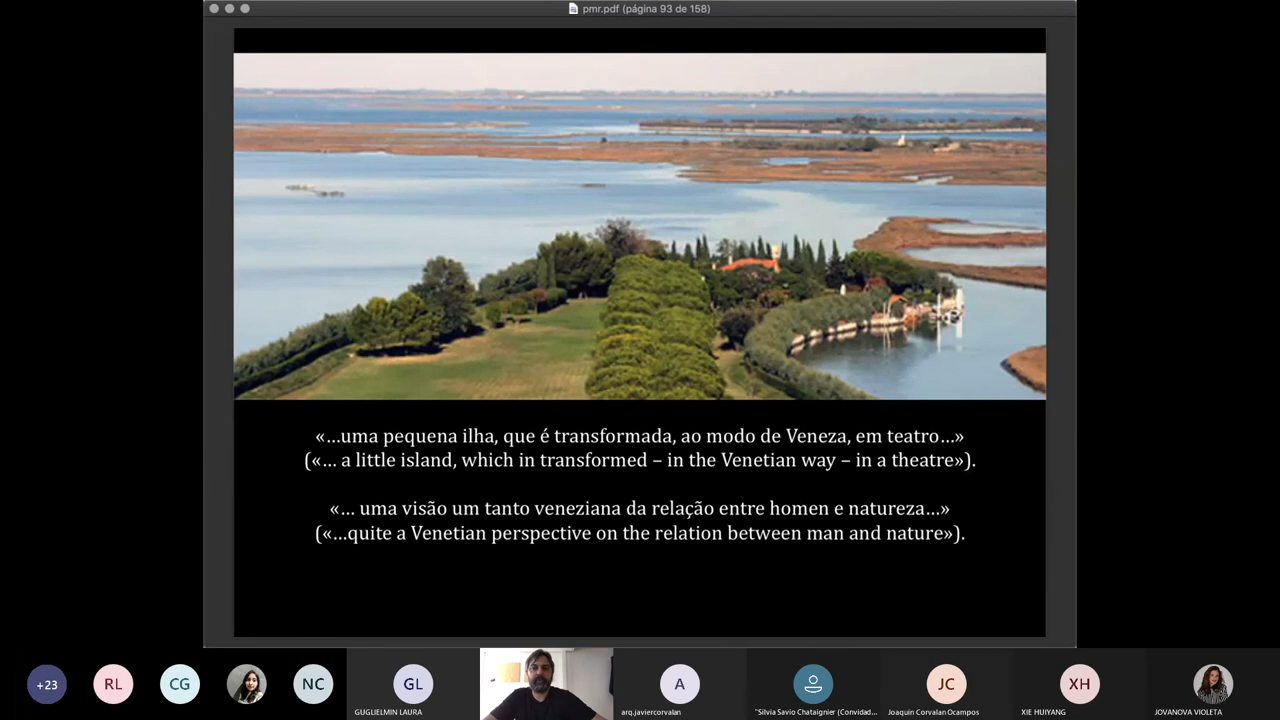 pmr.pdf (página 93 de 158)
«…uma pequena ilha, que é transformada, ao modo de Veneza, em teatro…»
(«… a little island, which in transformed – in the Venetian way – in a theatre»).
«… uma visão um tanto veneziana da relação entre homen e natureza…»
(«…quite a Venetian perspective on the relation between man and nature»).
+23
RL
CG
NC
GL
A
JC
XH
GUGLIELMIN LAURA
arq.javiercorvalan
"Silvia Savio Chataignier (Convidad...
Joaquin Corvalan Ocampos
XIE HUIYANG
JOVANOVA VIOLETA